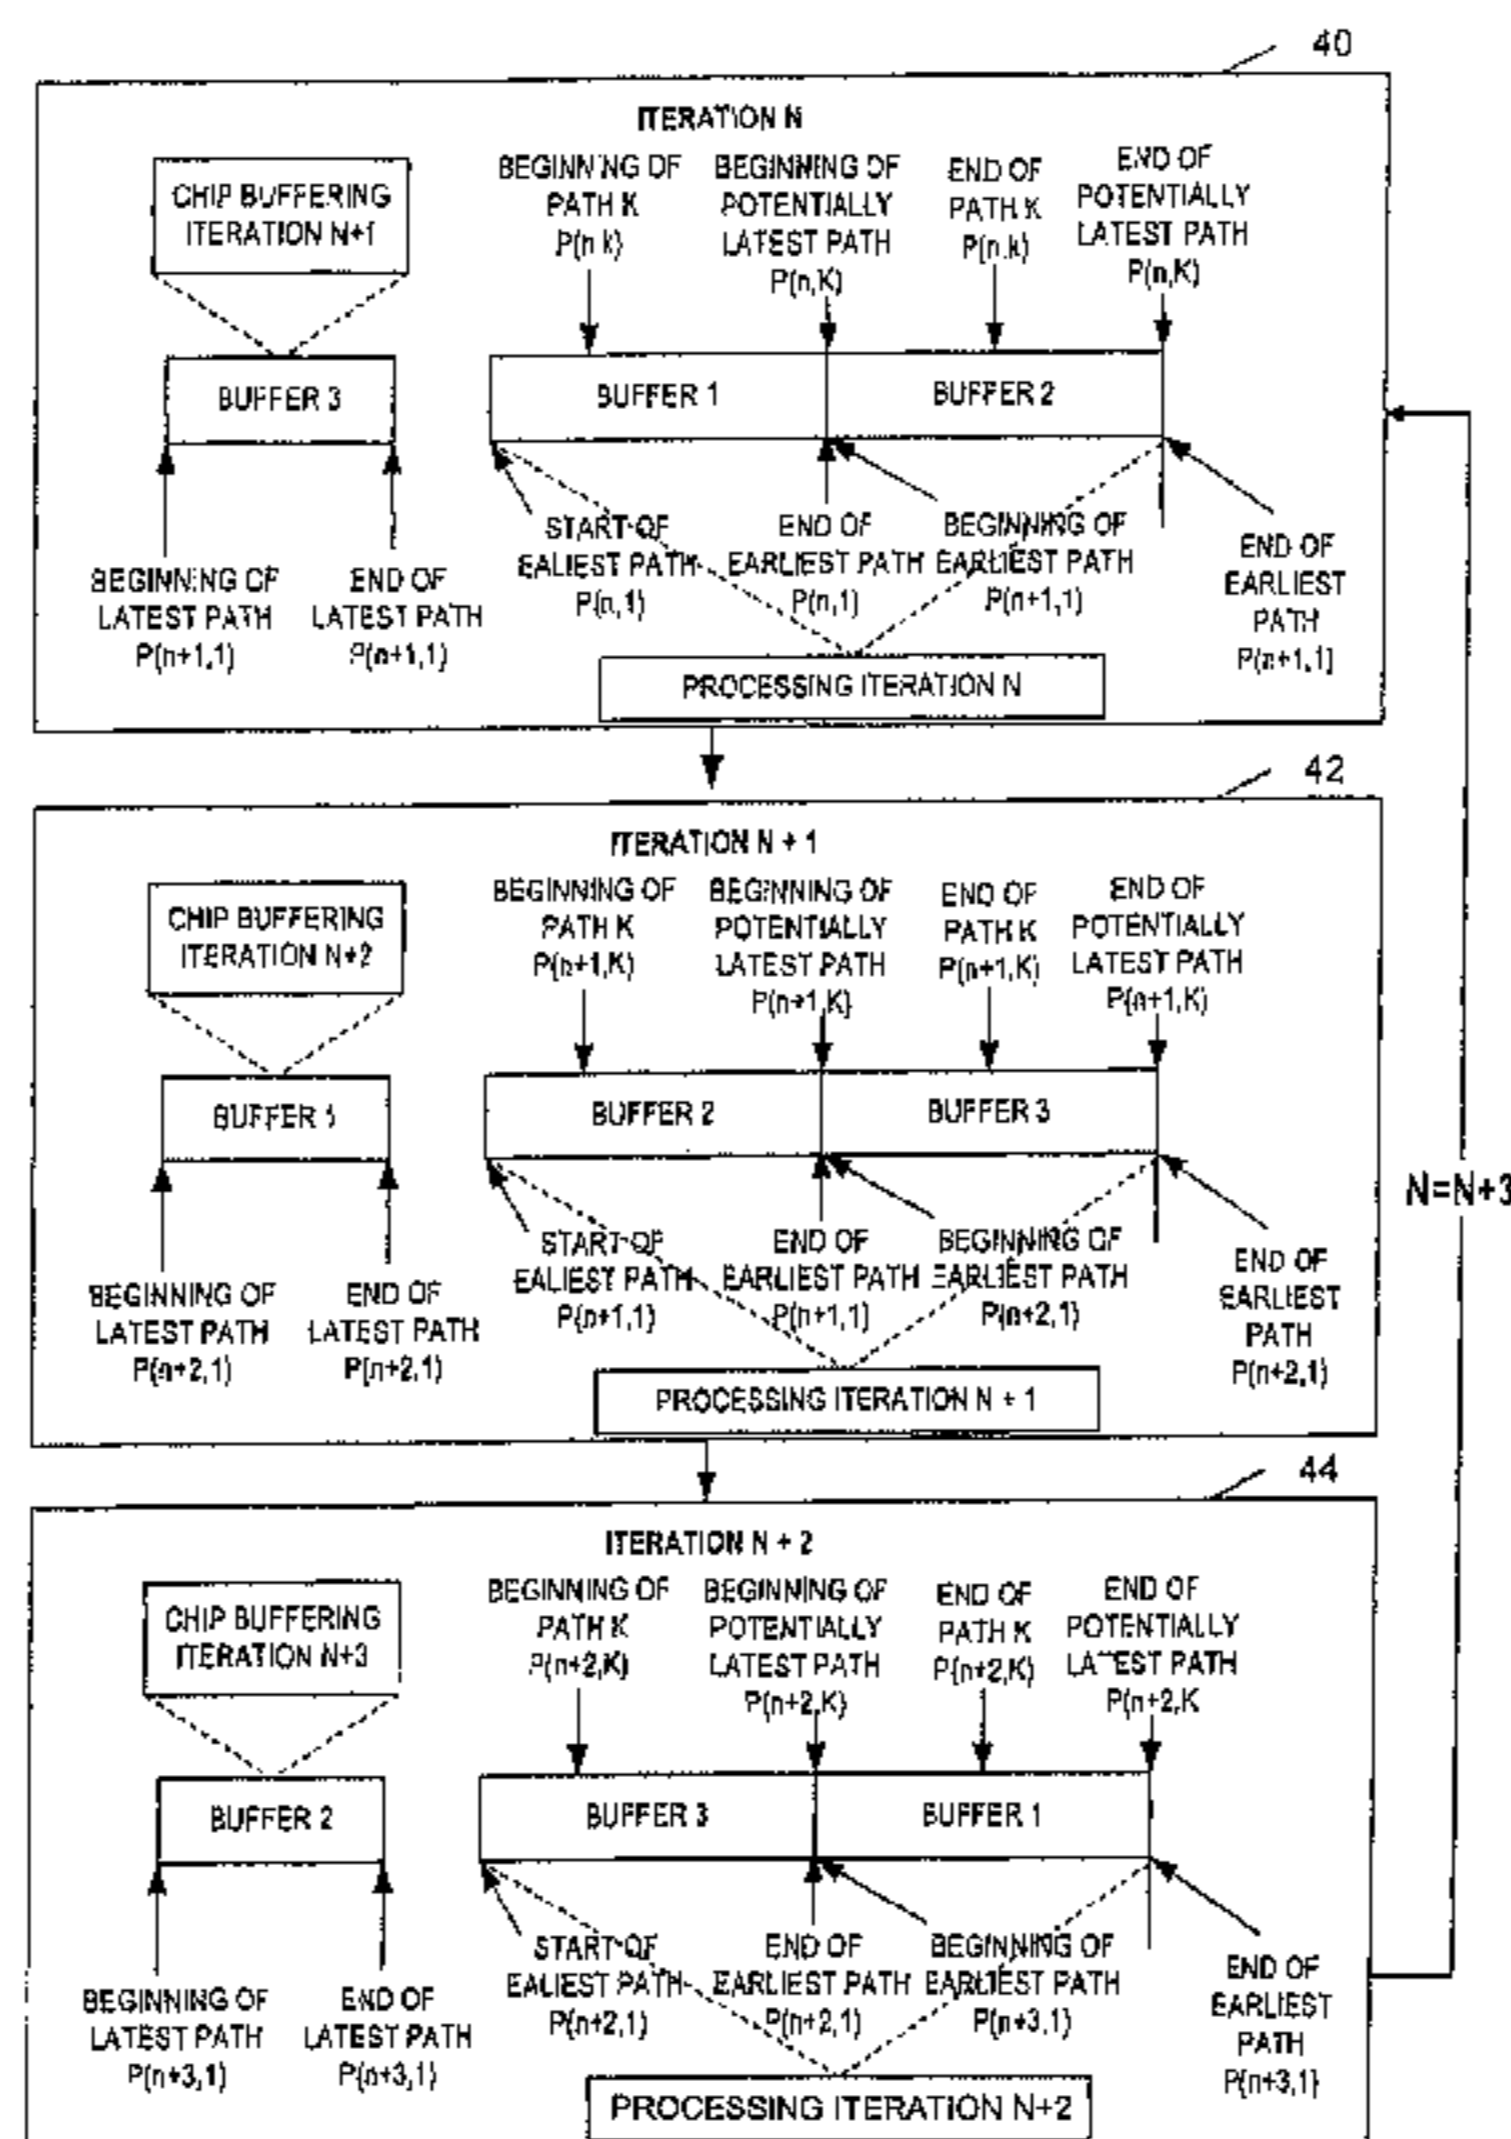 40
ITERATION N
CHIP BUFFERING
ITERATION N+1
BEGINNING OF
PATH K
P(n.k)
BEGINNING OF
POTENTIALLY
LATEST PATH
P(n,K)
END OF
PATH K
P(n.k)
END OF
POTENTIALLY
LATEST PATH
P(n,K)
BUFFER 3
BUFFER 1
BUFFER 2
BEGINNING OF
LATEST PATH
P(n+1,1)
END OF
LATEST PATH
P(n+1,1)
START OF
EALIEST PATH
P(n,1)
END OF
EARLIEST PATH
P(n,1)
BEGINNING OF
EARLIEST PATH
P(n+1,1)
END OF
EARLIEST
PATH
P(n+1,1]
PROCESSING ITERATION N
42
ITERATION N + 1
CHIP BUFFERING
ITERATION N+2
BEGINNING OF
PATH K
P(n+1,K)
BEGINNING OF
POTENTIALLY
LATEST PATH
P(n+1,K)
END OF
PATH K
P(n+1,K)
END OF
POTENTIALLY
LATEST PATH
P(n+1,K)
BUFFER 1
BUFFER 2
BUFFER 3
N=N+3
BEGINNING OF
LATEST PATH
P(n+2,1)
END OF
LATEST PATH
P(n+2,1)
START OF
EALIEST PATH
P(n+1,1)
END OF
EARLIEST PATH
P(n+1,1)
BEGINNING OF
EARLIEST PATH
P(n+2,1)
END OF
EARLIEST
PATH
P(n+2,1)
PROCESSING ITERATION N + 1
44
ITERATION N + 2
CHIP BUFFERING
ITERATION N+3
BEGINNING OF
PATH K
P(n+2,K)
BEGINNING OF
POTENTIALLY
LATEST PATH
P(n+2,K)
END OF
PATH K
P(n+2,K)
END OF
POTENTIALLY
LATEST PATH
P(n+2,K
BUFFER 2
BUFFER 3
BUFFER 1
BEGINNING OF
LATEST PATH
P(n+3,1)
END OF
LATEST PATH
P(n+3,1)
START OF
EALIEST PATH
P(n+2,1)
END OF
EARLIEST PATH
P(n+2,1)
BEGINNING OF
EARLIEST PATH
P(n+3,1)
END OF
EARLIEST
PATH
P(n+3,1)
PROCESSING ITERATION N+2